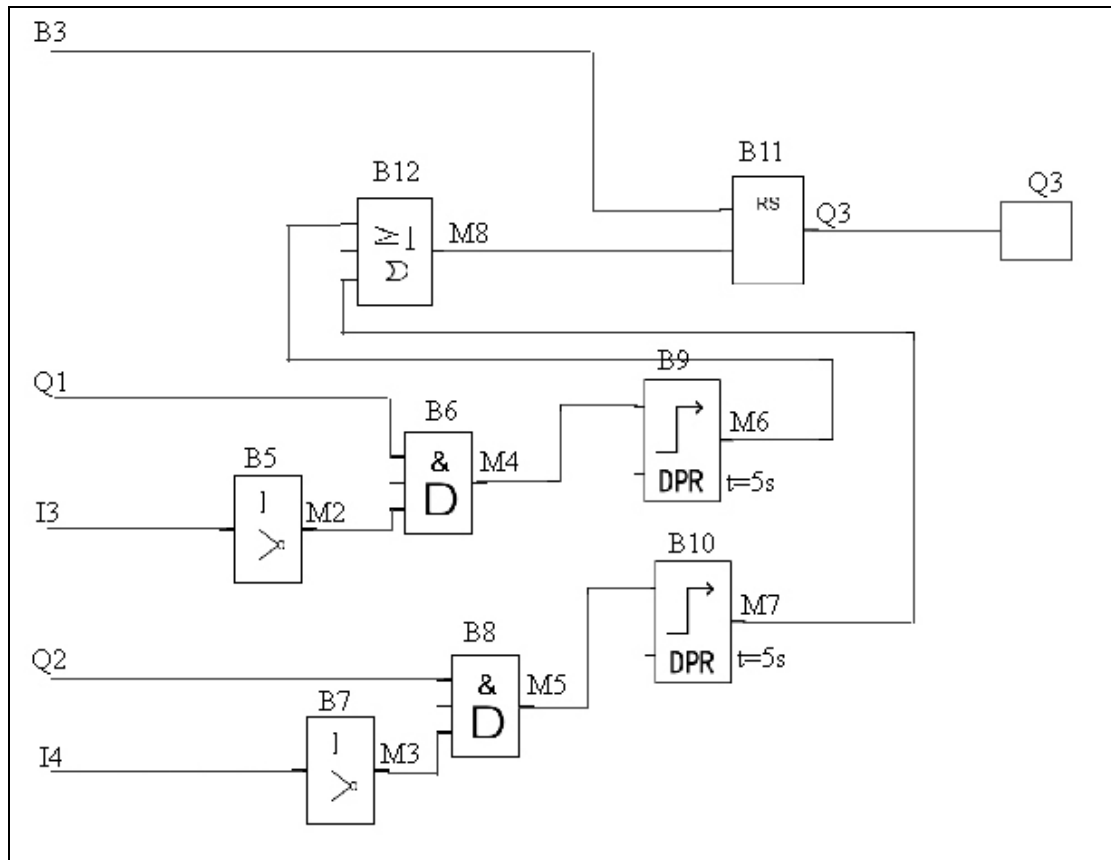 B3
B11
RS
Q3
Q3
B12
≥1
M8
B9
DPR
t=5s
M6
Q1
B6
&
M4
B5
1
M2
I3
B10
DPR
t=5s
M7
Q2
B8
&
M5
B7
1
M3
I4